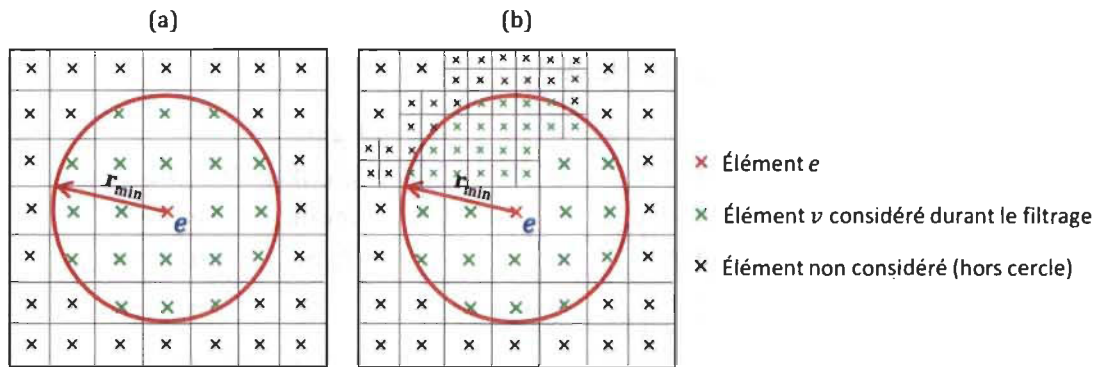 (a)
(b)
r_min
e
r_min
e
Élément e
Élément v considéré durant le filtrage
Élément non considéré (hors cercle)